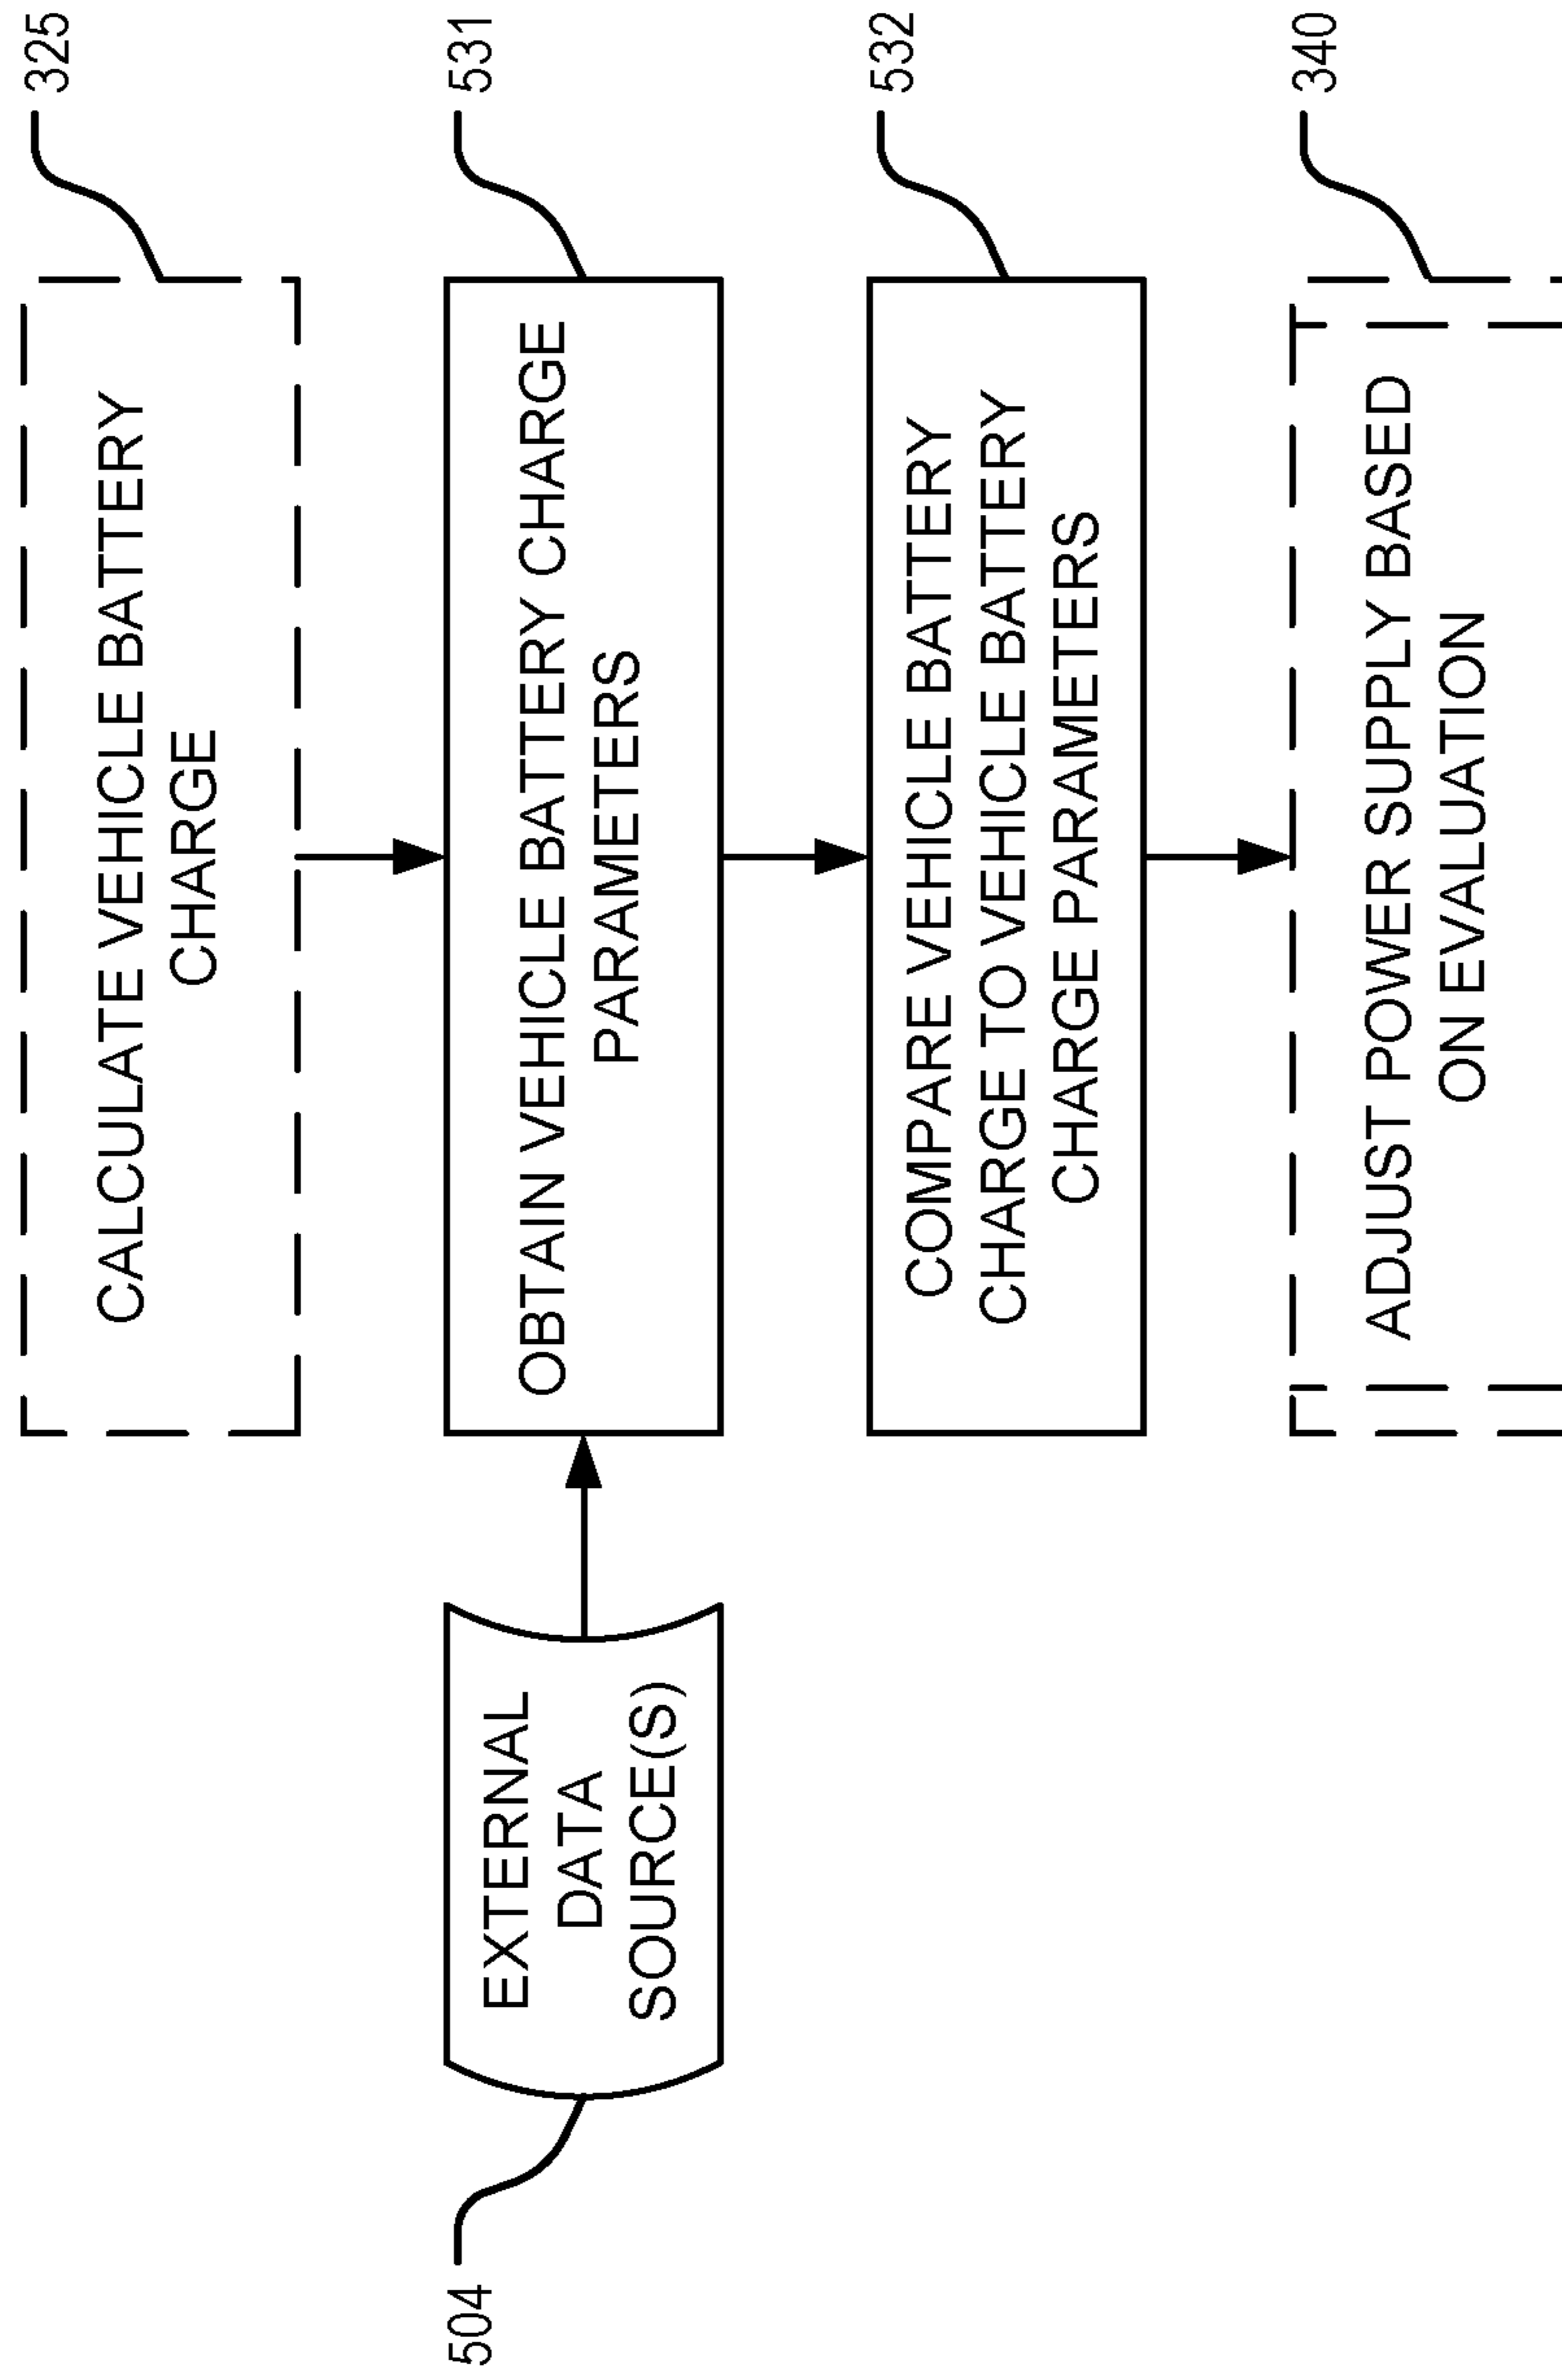 CALCULATE VEHICLE BATTERY
CHARGE
325
EXTERNAL
DATA
SOURCE(S)
504
OBTAIN VEHICLE BATTERY CHARGE
PARAMETERS
531
COMPARE VEHICLE BATTERY
CHARGE TO VEHICLE BATTERY
CHARGE PARAMETERS
532
ADJUST POWER SUPPLY BASED
ON EVALUATION
340